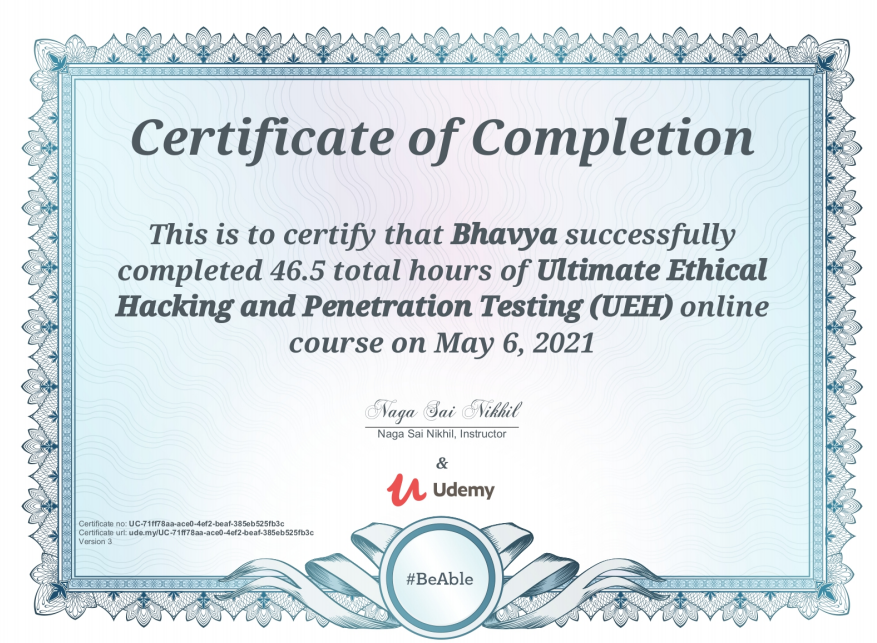 Certificate of Completion
This is to certify that Bhavya successfully
completed 46.5 total hours of Ultimate Ethical
Hacking and Penetration Testing (UEH) online
course on May 6, 2021
Naga Sai Nikhil
Naga Sai Nikhil, Instructor
&
Udemy
Certificate no: UC-71ff78aa-ace0-4ef2-beaf-385eb525fb3c
Certificate url: ude.my/UC-71ff78aa-ace0-4ef2-beaf-385eb525fb3c
Version 3
#BeAble